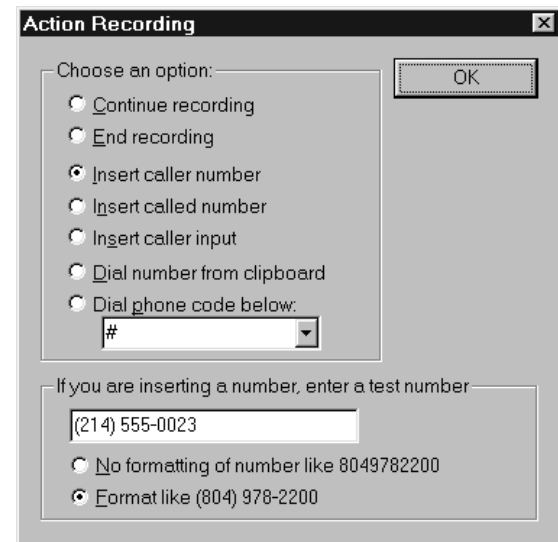 Action Recording
Choose an option:
OK
Continue recording
End recording
Insert caller number
Insert called number
Insert caller input
Dial number from clipboard
Dial phone code below:
#
If you are inserting a number, enter a test number
(214) 555-0023
No formatting of number like 8049782200
Format like (804) 978-2200